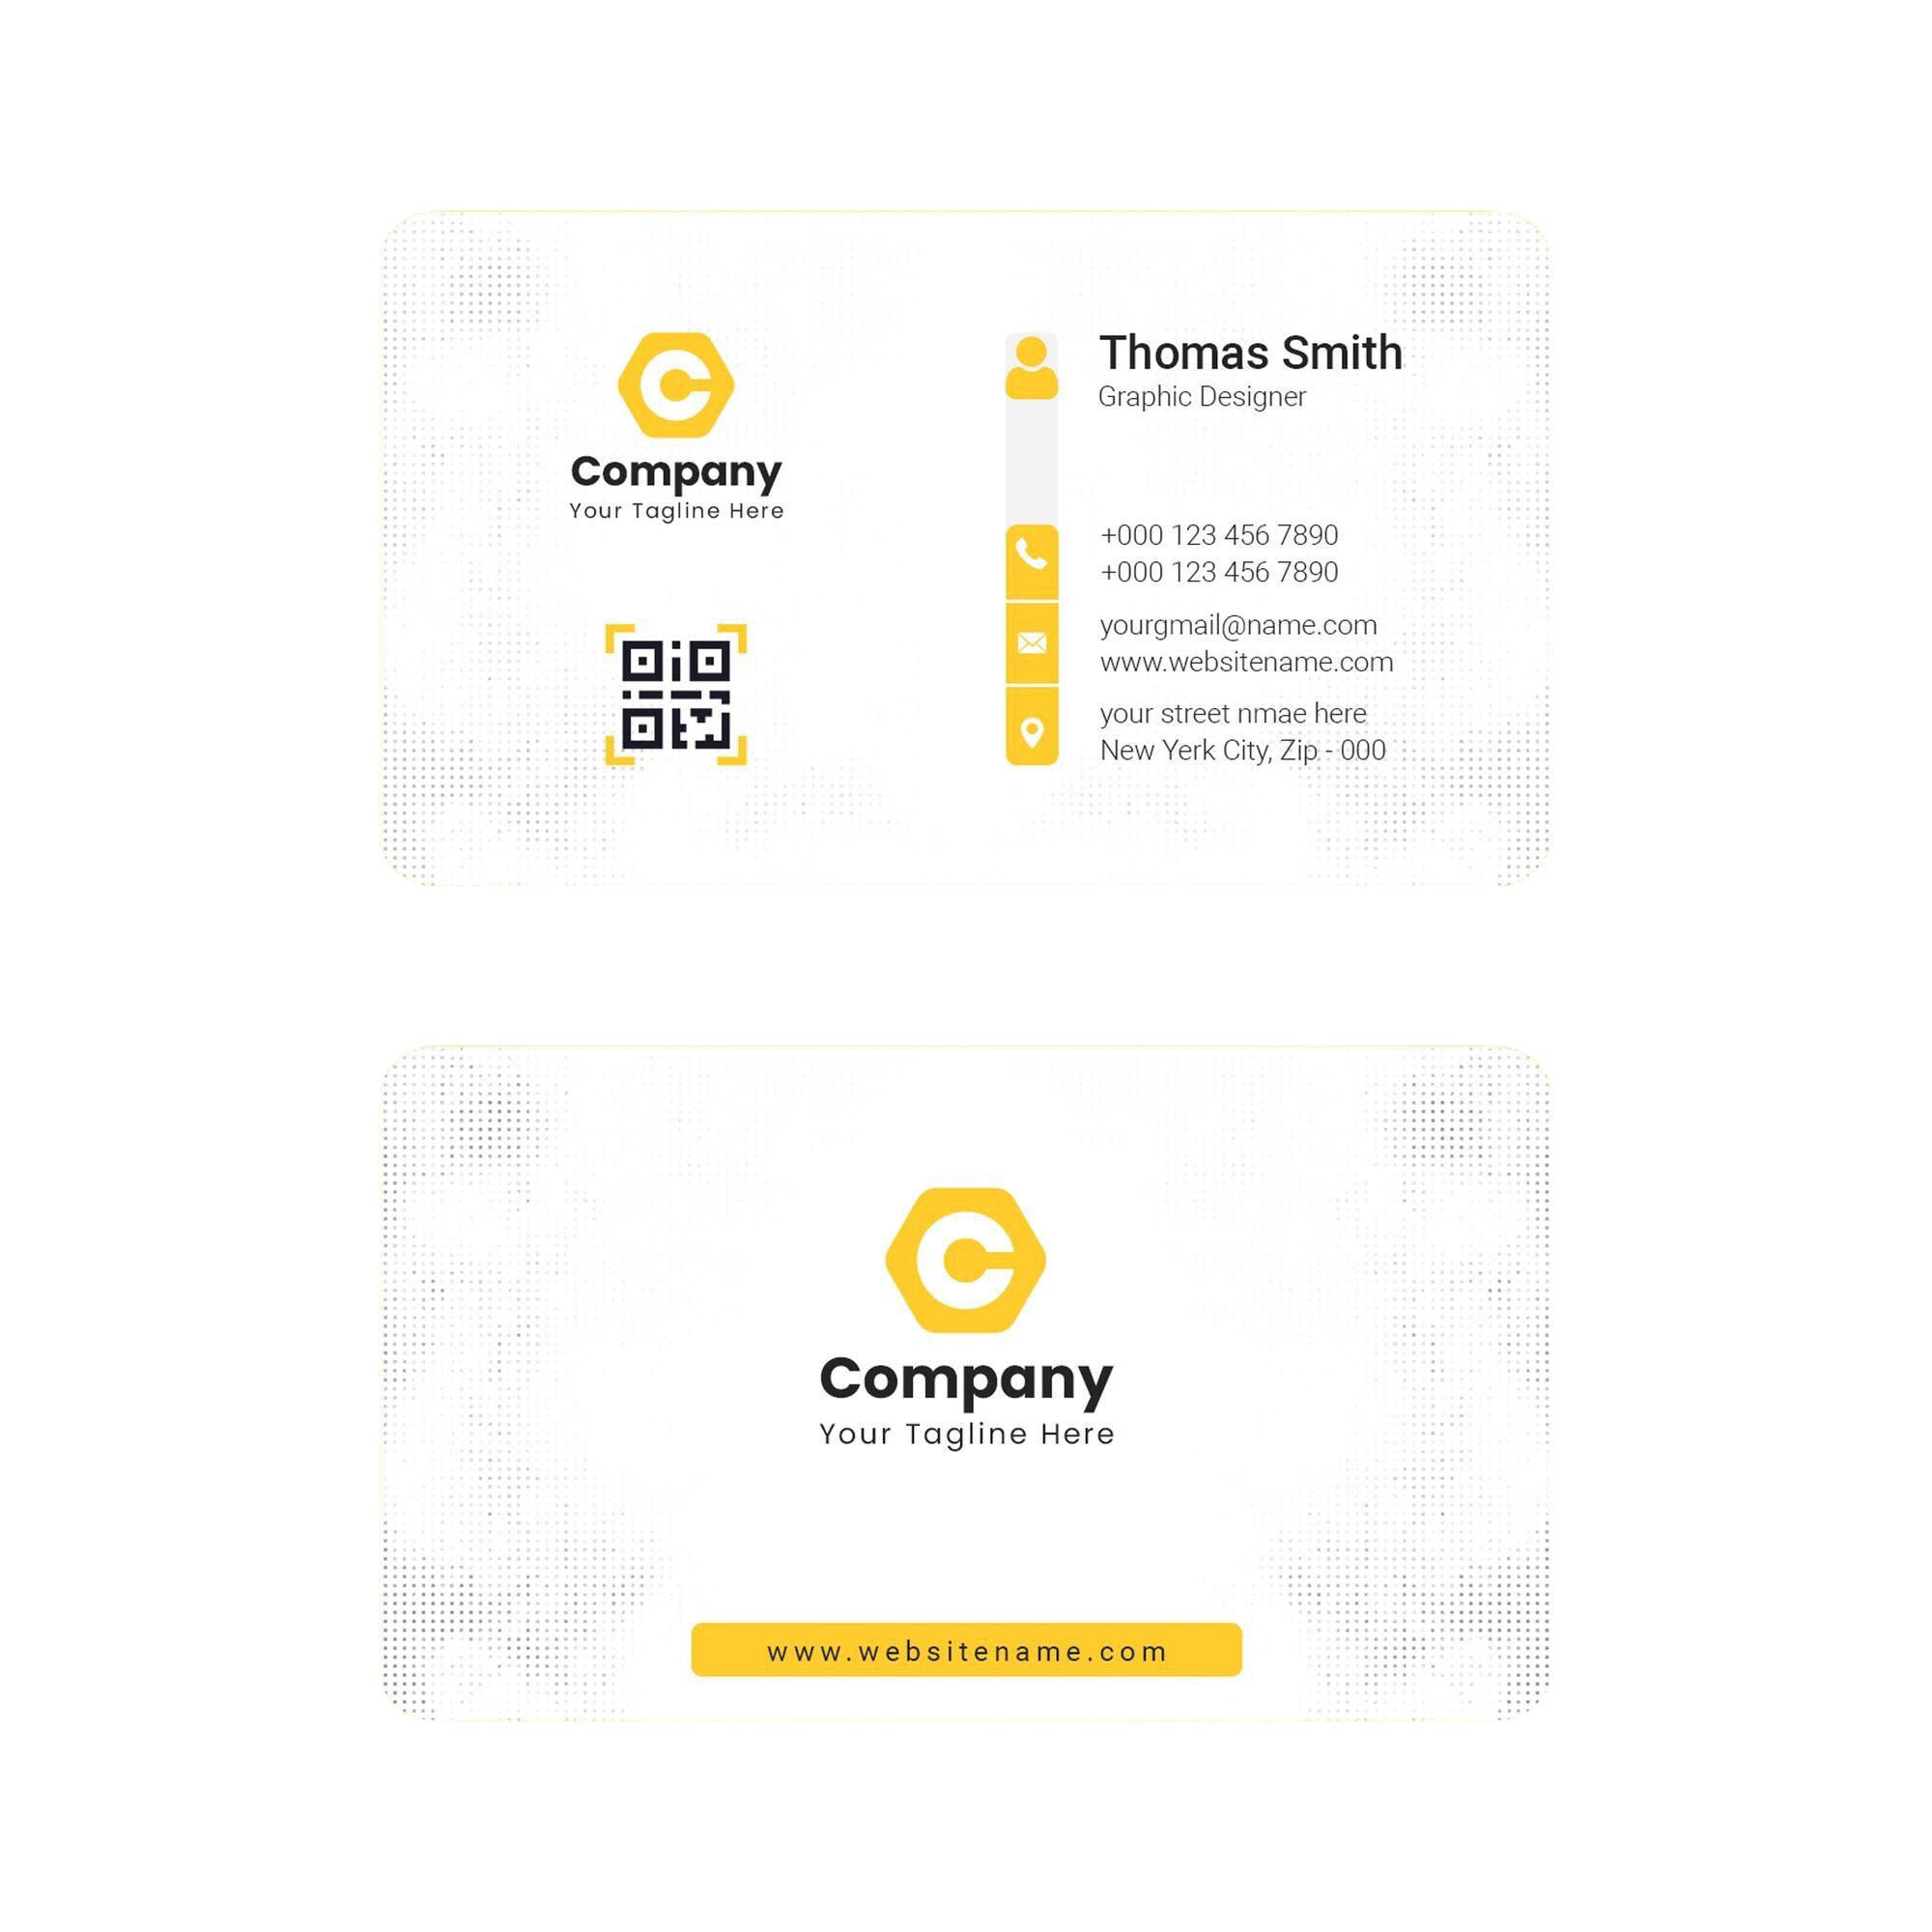 Company
Your Tagline Here
Thomas Smith
Graphic Designer
+000 123 456 7890
+000 123 456 7890
yourgmail@name.com
www.websitename.com
your street nmae here
New Yerk City, Zip - 000
Company
Your Tagline Here
www.websitename.com